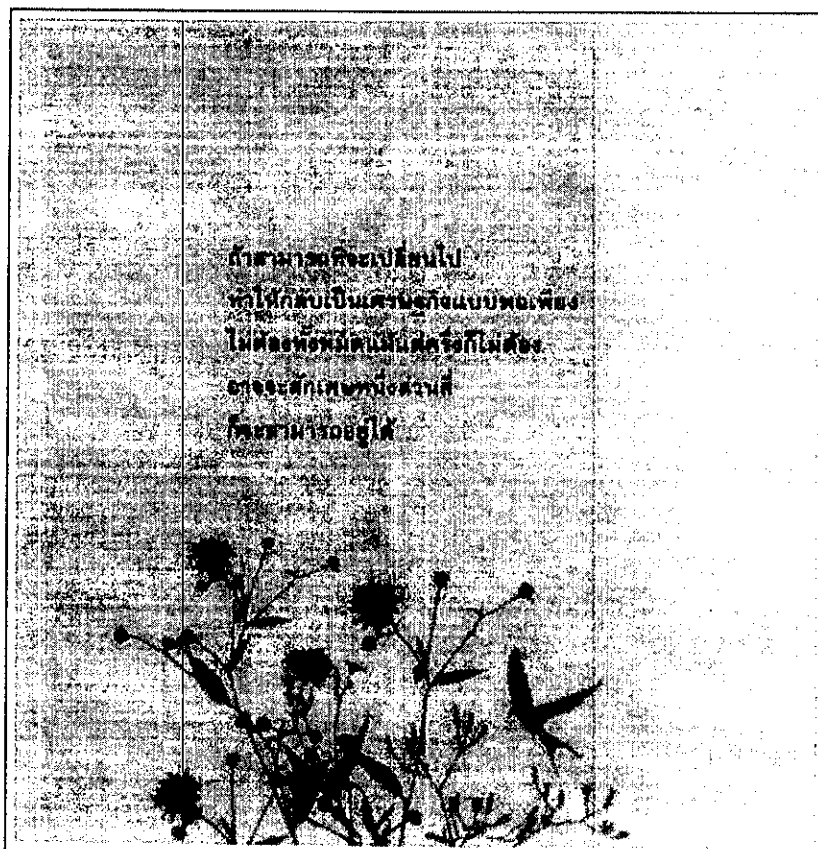 ถ้าสามารถที่จะเปลี่ยนไป
ทำให้กลับเป็นเศรษฐกิจแบบพอเพียง
ไม่ต้องทั้งหมดแม้แต่ครึ่งก็ไม่ต้อง
อาจจะสักเศษหนึ่งส่วนสี่
ก็จะสามารถอยู่ได้